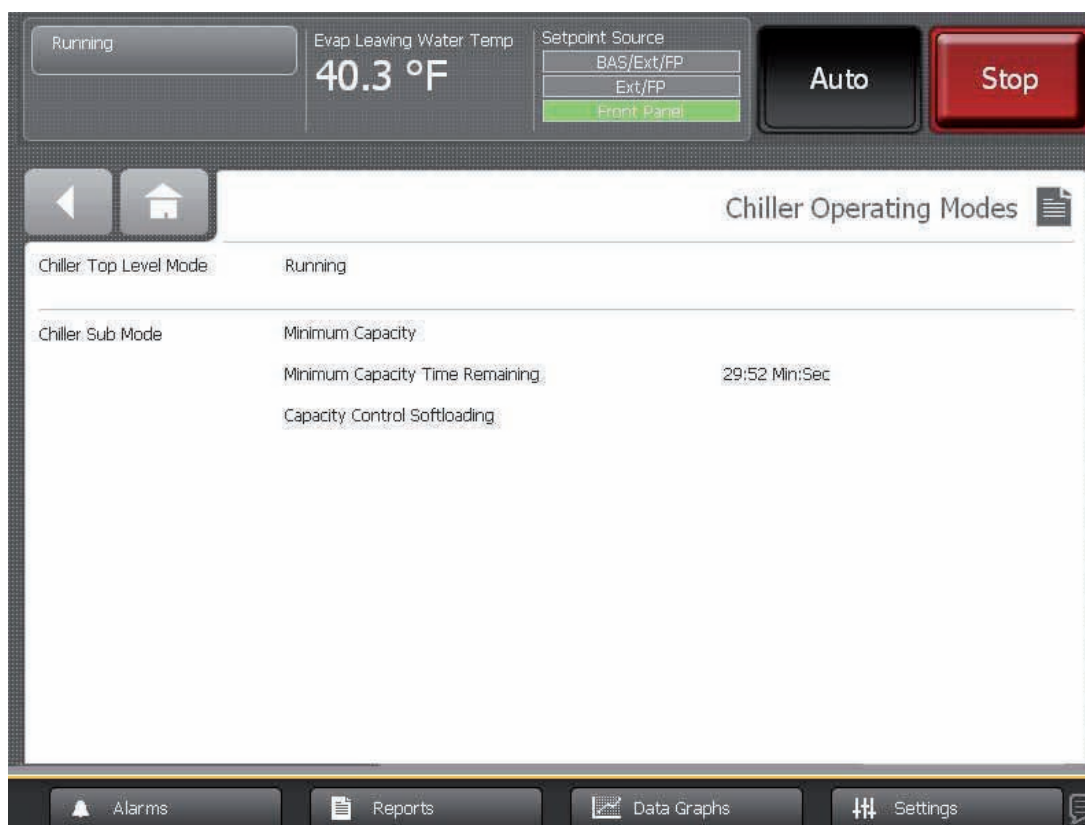 Running
Evap Leaving Water Temp
40.3 °F
Setpoint Source
BAS/Ext/FP
Ext/FP
Front Panel
Auto
Stop
Chiller Operating Modes
Chiller Top Level Mode Running
Chiller Sub Mode Minimum Capacity
Minimum Capacity Time Remaining 29:52 Min:Sec
Capacity Control Softloading
Alarms
Reports
Data Graphs
Settings